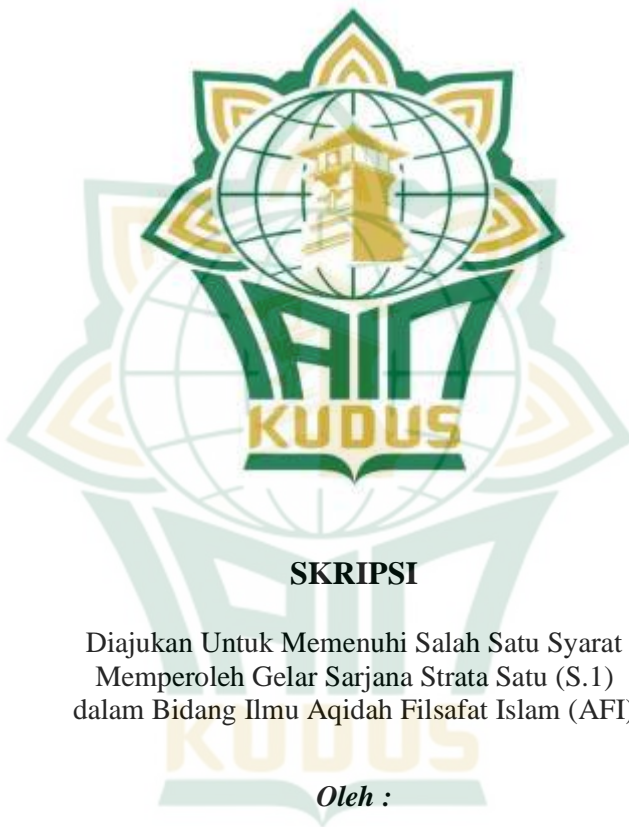 IAIN
KUDUS
SKRIPSI
Diajukan Untuk Memenuhi Salah Satu Syarat
Memperoleh Gelar Sarjana Strata Satu (S.1)
dalam Bidang Ilmu Aqidah Filsafat Islam (AFI)
KUDUS
Oleh :